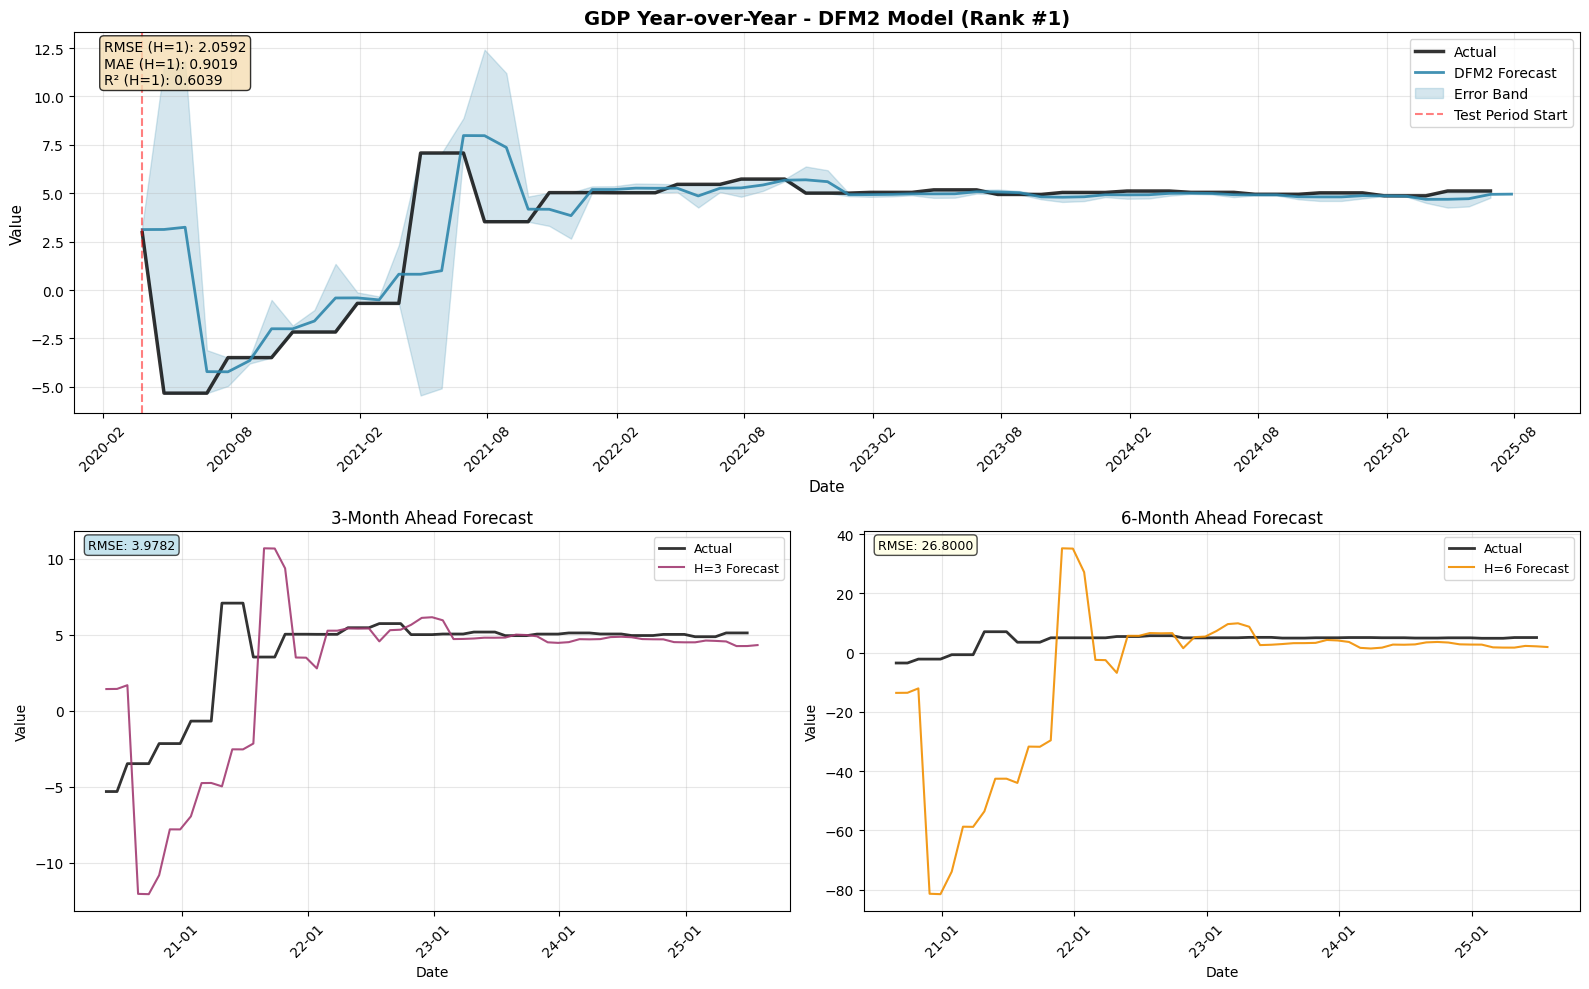 GDP Year-over-Year - DFM2 Model (Rank #1)
RMSE (H=1): 2.0592
MAE (H=1): 0.9019
R² (H=1): 0.6039
Actual
DFM2 Forecast
Error Band
Test Period Start
12.5
10.0
7.5
5.0
2.5
0.0
−2.5
−5.0
Value
2020-02
2020-08
2021-02
2021-08
2022-02
2022-08
2023-02
2023-08
2024-02
2024-08
2025-02
2025-08
Date
3-Month Ahead Forecast
RMSE: 3.9782
Actual
H=3 Forecast
10
5
0
−5
−10
Value
21-01
22-01
23-01
24-01
25-01
Date
6-Month Ahead Forecast
RMSE: 26.8000
Actual
H=6 Forecast
40
20
0
−20
−40
−60
−80
Value
21-01
22-01
23-01
24-01
25-01
Date